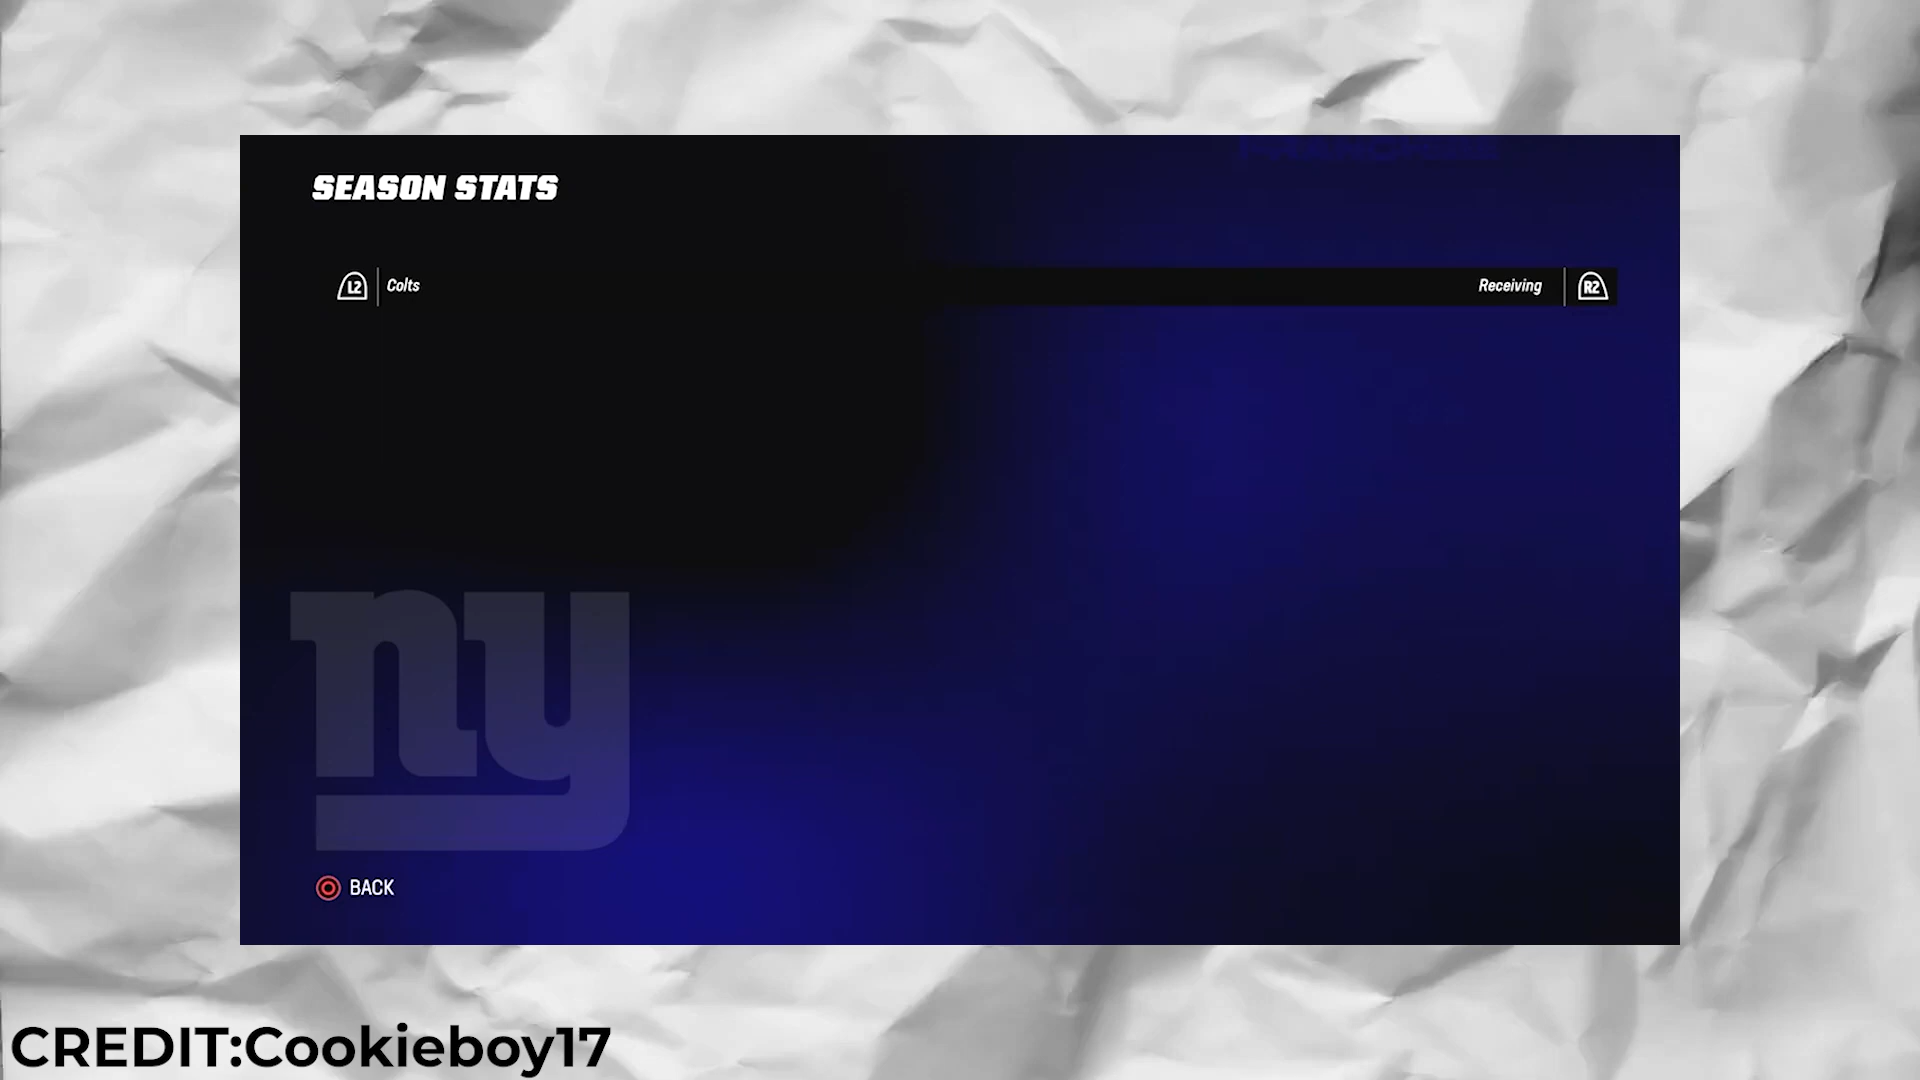 SEASON STATS
L2 Colts
Receiving R2
ny
BACK
CREDIT:Cookieboy17